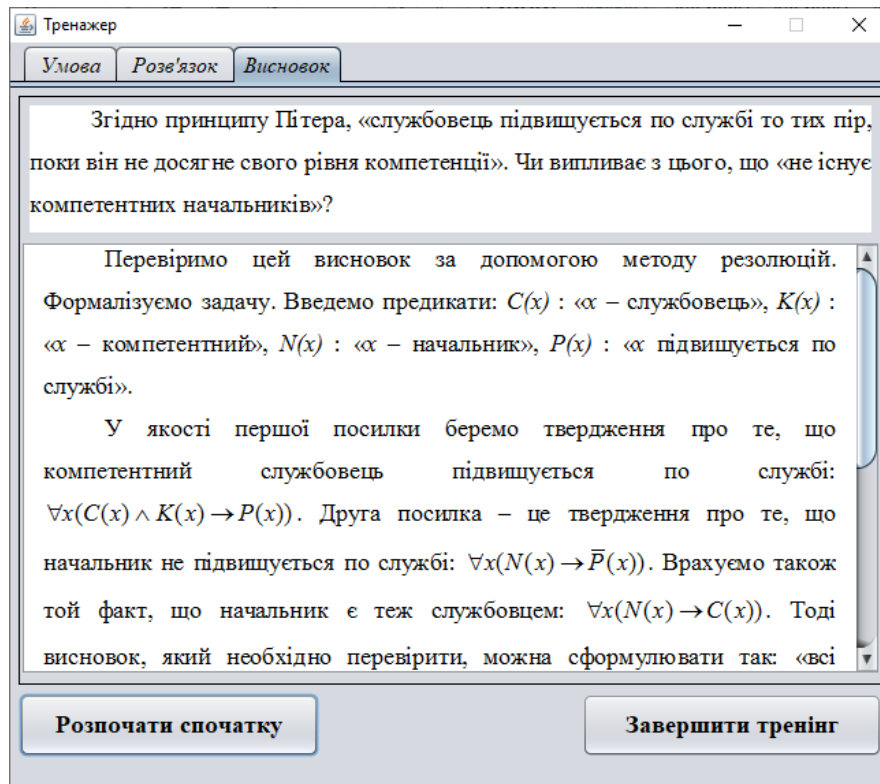 Тренажер
Умова Розв'язок Висновок
Згідно принципу Пітера, «службовець підвищується по службі то тих пір,
поки він не досягне свого рівня компетенції». Чи випливає з цього, що «не існує
компетентних начальників»?
Перевіримо цей висновок за допомогою методу резолюцій.
Формалізуємо задачу. Введемо предикати: C(x) : «x – службовець», K(x) :
«x – компетентний», N(x) : «x – начальник», P(x) : «x підвищується по
службі».
У якості першої посилки беремо твердження про те, що
компетентний службовець підвищується по службі:
∀x(C(x) ∧ K(x) → P(x)). Друга посилка – це твердження про те, що
начальник не підвищується по службі: ∀x(N(x) → P̅(x)). Врахуємо також
той факт, що начальник є теж службовцем: ∀x(N(x) → C(x)). Тоді
висновок, який необхідно перевірити, можна сформулювати так: «всі
Розпочати спочатку Завершити тренінг